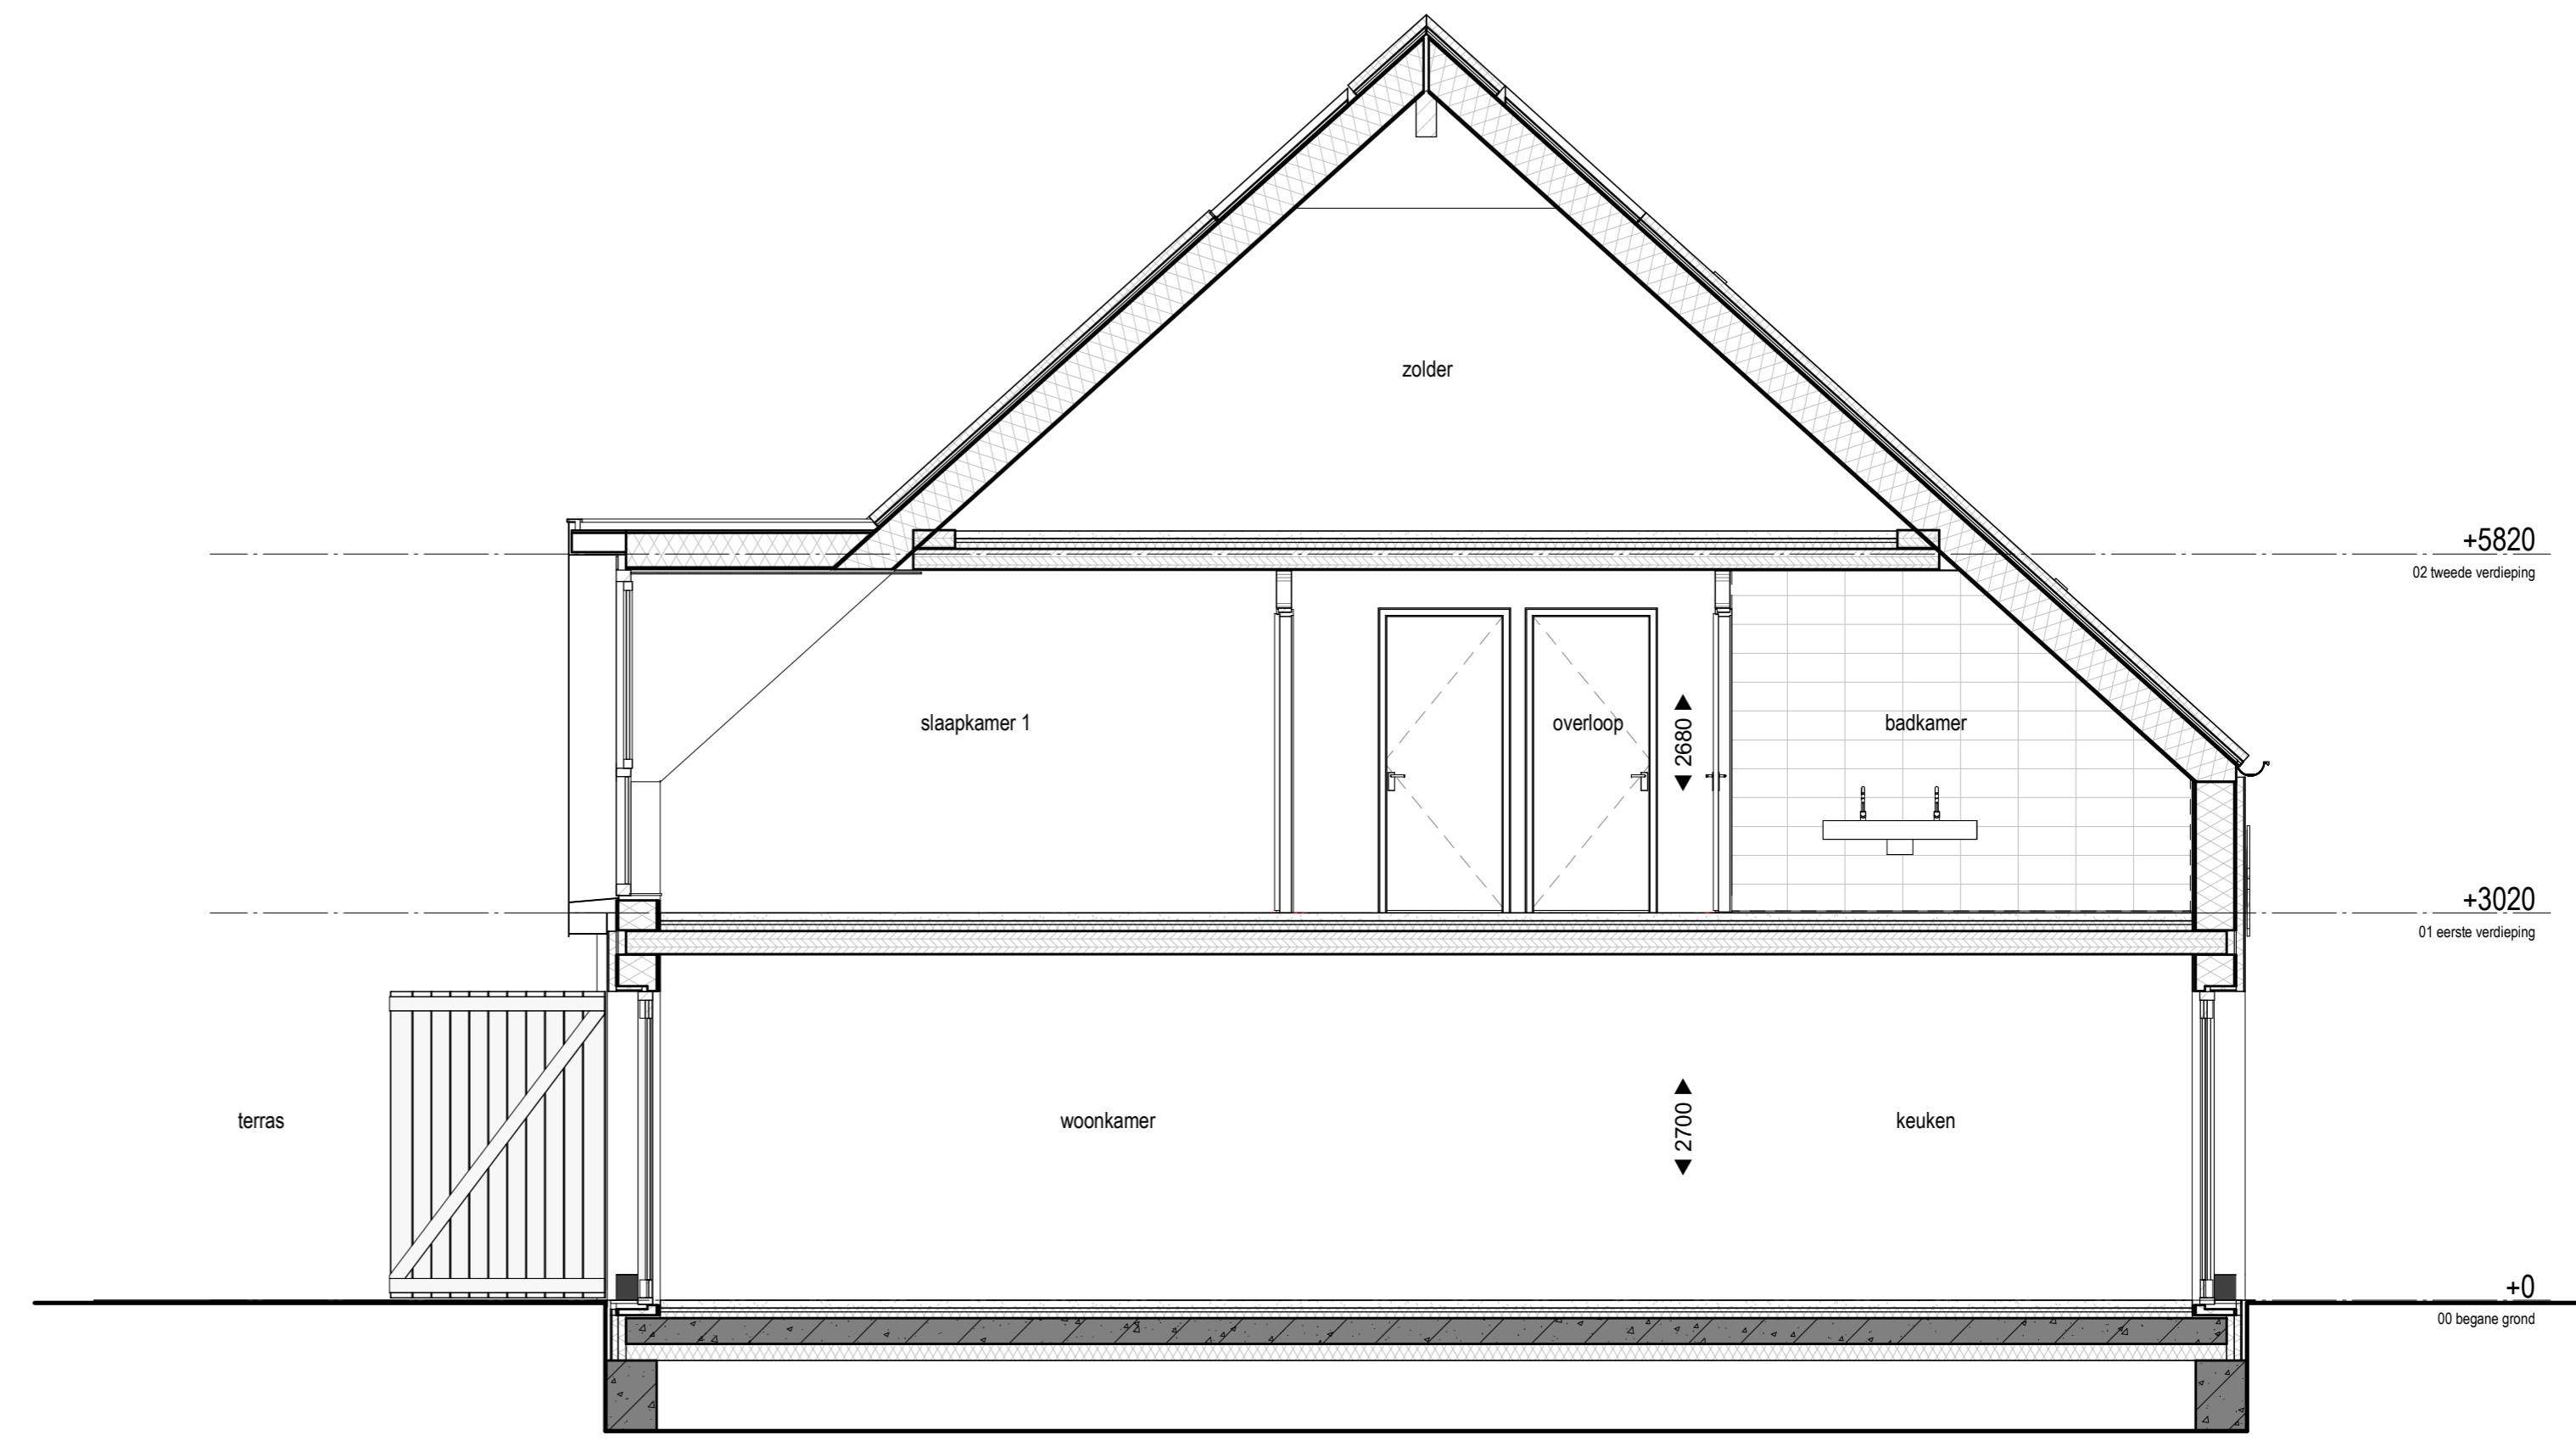 zolder
+5820
02 tweede verdieping
slaapkamer 1
overloop
2680
badkamer
+3020
01 eerste verdieping
terras
woonkamer
2700
keuken
+0
00 begane grond